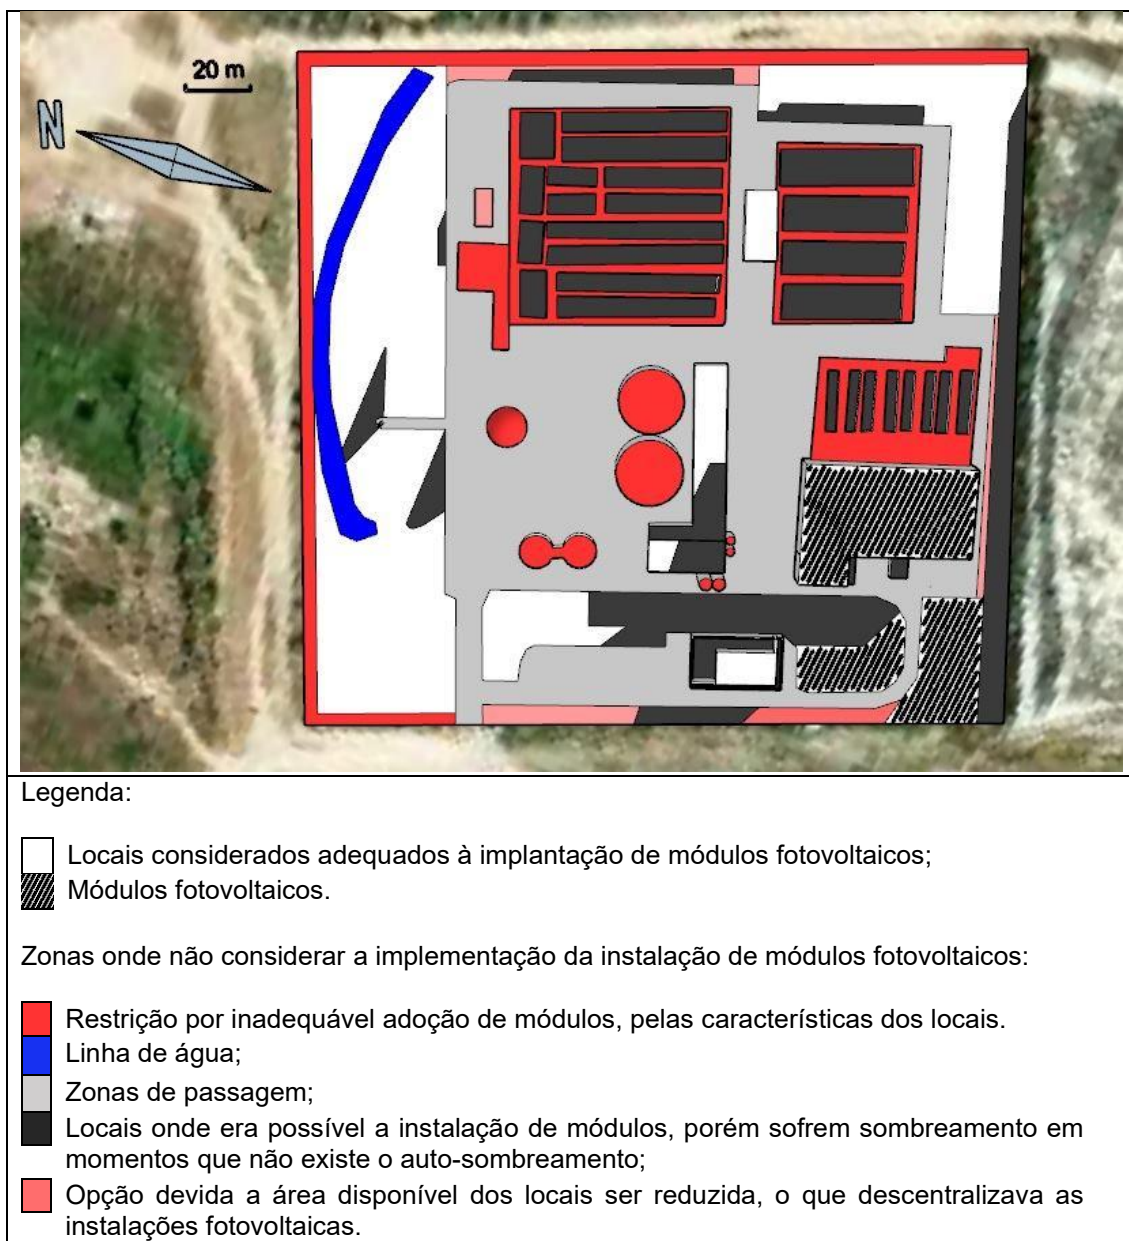 20 m
N
Legenda:
Locais considerados adequados à implantação de módulos fotovoltaicos;
Módulos fotovoltaicos.
Zonas onde não considerar a implementação da instalação de módulos fotovoltaicos:
Restrição por inadequável adoção de módulos, pelas características dos locais.
Linha de água;
Zonas de passagem;
Locais onde era possível a instalação de módulos, porém sofrem sombreamento em
momentos que não existe o auto-sombreamento;
Opção devida a área disponível dos locais ser reduzida, o que descentralizava as
instalações fotovoltaicas.